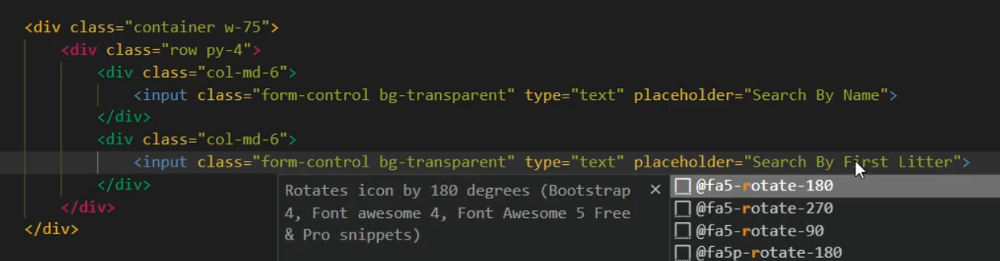 <div class="container w-75">
<div class="row py-4">
<div class="col-md-6">
<input class="form-control bg-transparent" type="text" placeholder="Search By Name">
</div>
<div class="col-md-6">
<input class="form-control bg-transparent" type="text" placeholder="Search By First Litter">
</div>
</div>
</div>
Rotates icon by 180 degrees (Bootstrap
4, Font awesome 4, Font Awesome 5 Free
& Pro snippets)
@fa5-rotate-180
@fa5-rotate-270
@fa5-rotate-90
@fa5p-rotate-180